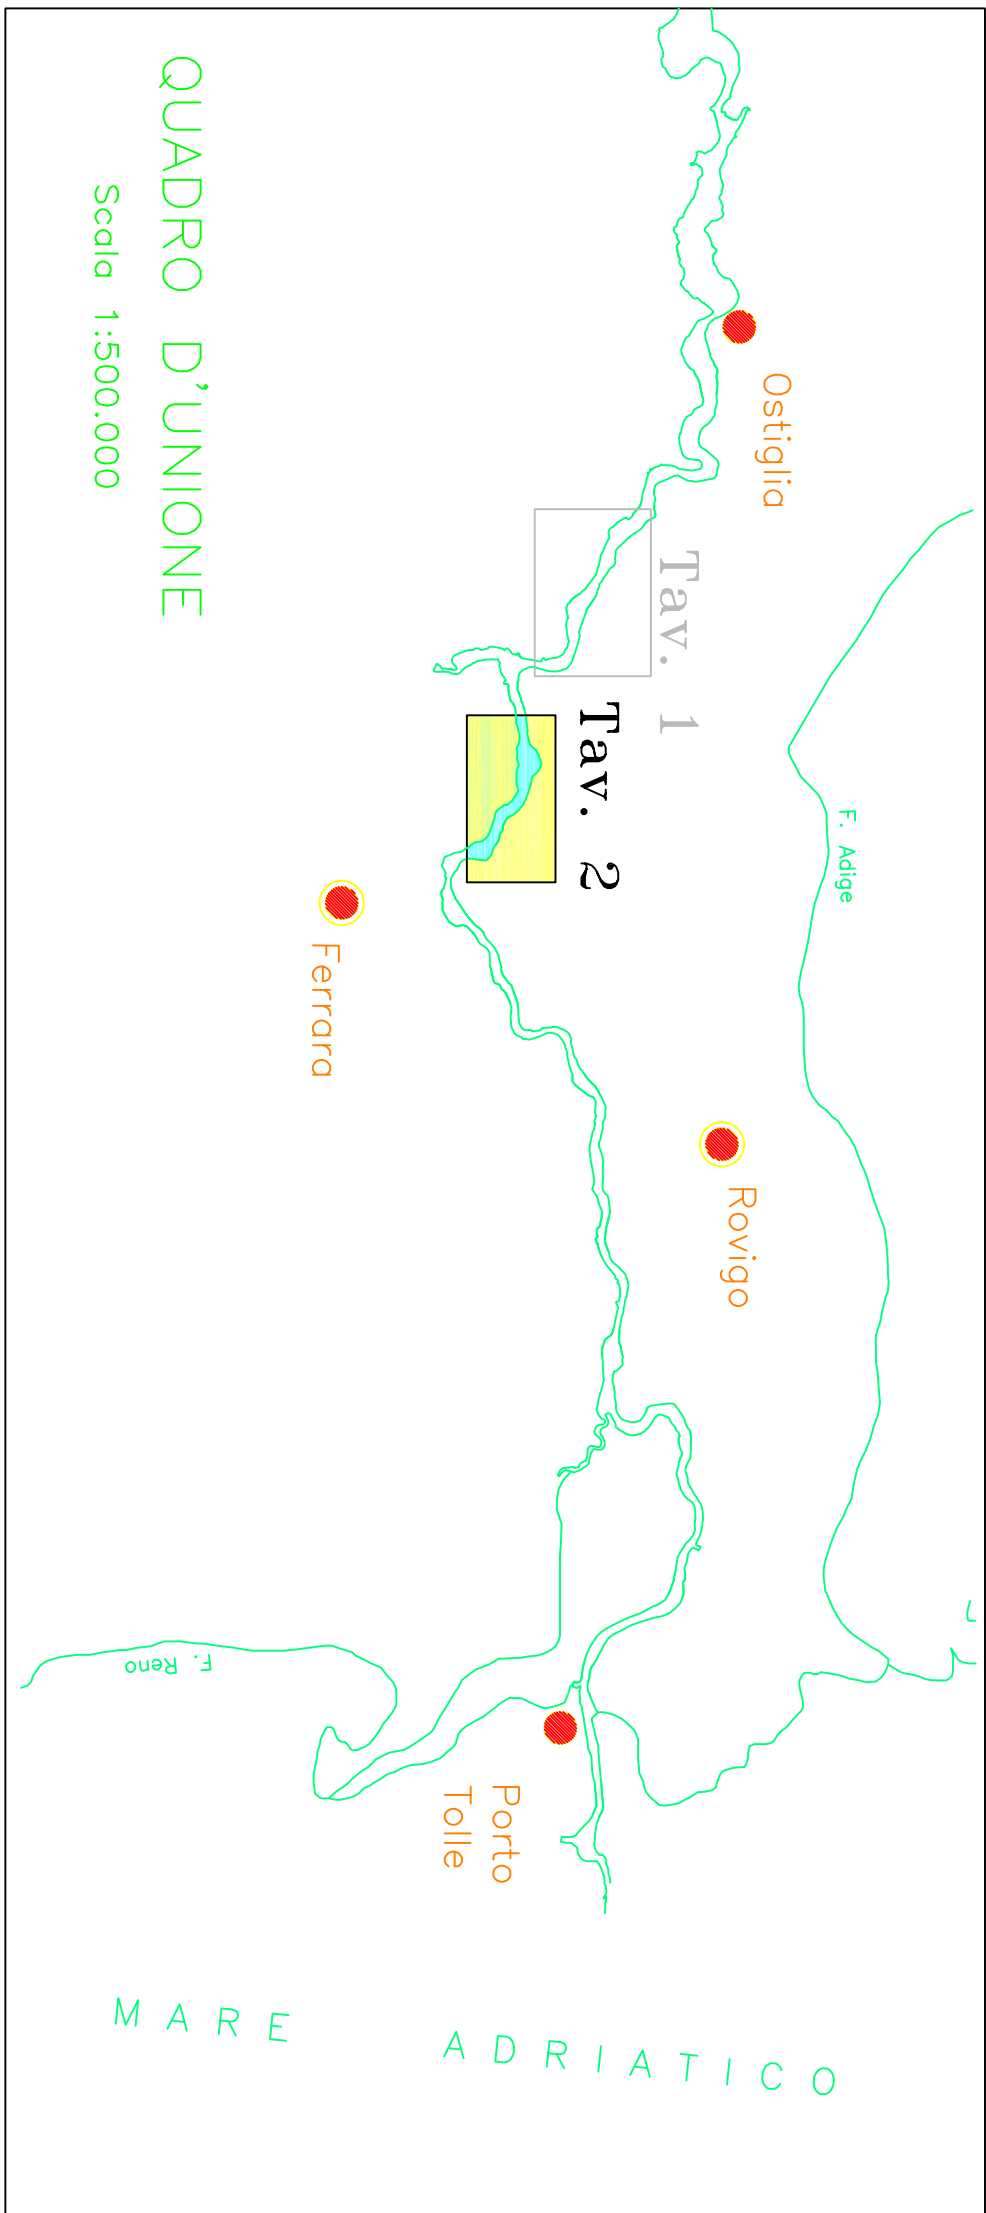 QUADRO D'UNIONE
Scala 1:500.000
Ostiglia
Tav. 1
Tav. 2
F. Adige
Ferrara
Rovigo
F. Reno
Porto
Tolle
MARE ADRIATICO